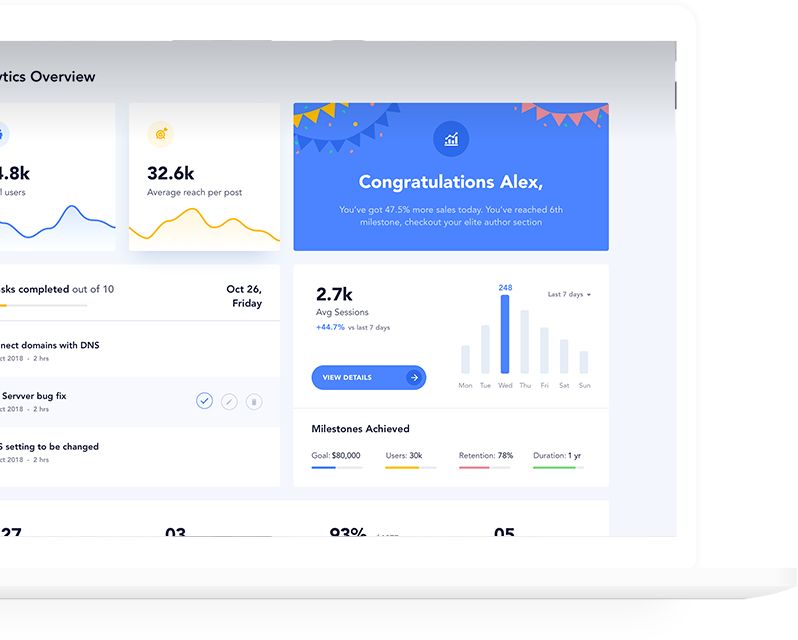 tics Overview
.8k
users
32.6k
Average reach per post
Congratulations Alex,
You've got 47.5% more sales today. You've reached 6th
milestone, checkout your elite author section
sks completed out of 10
Oct 26,
Friday
nect domains with DNS
ct 2018 - 2 hrs
Servver bug fix
ct 2018 - 2 hrs
S setting to be changed
ct 2018 - 2 hrs
2.7k
Avg Sessions
+44.7% vs last 7 days
VIEW DETAILS
248
Last 7 days
Mon Tue Wed Thu Fri Sat Sun
Milestones Achieved
Goal: $80,000 Users: 30k Retention: 78% Duration: 1 yr
27 03 93% 05